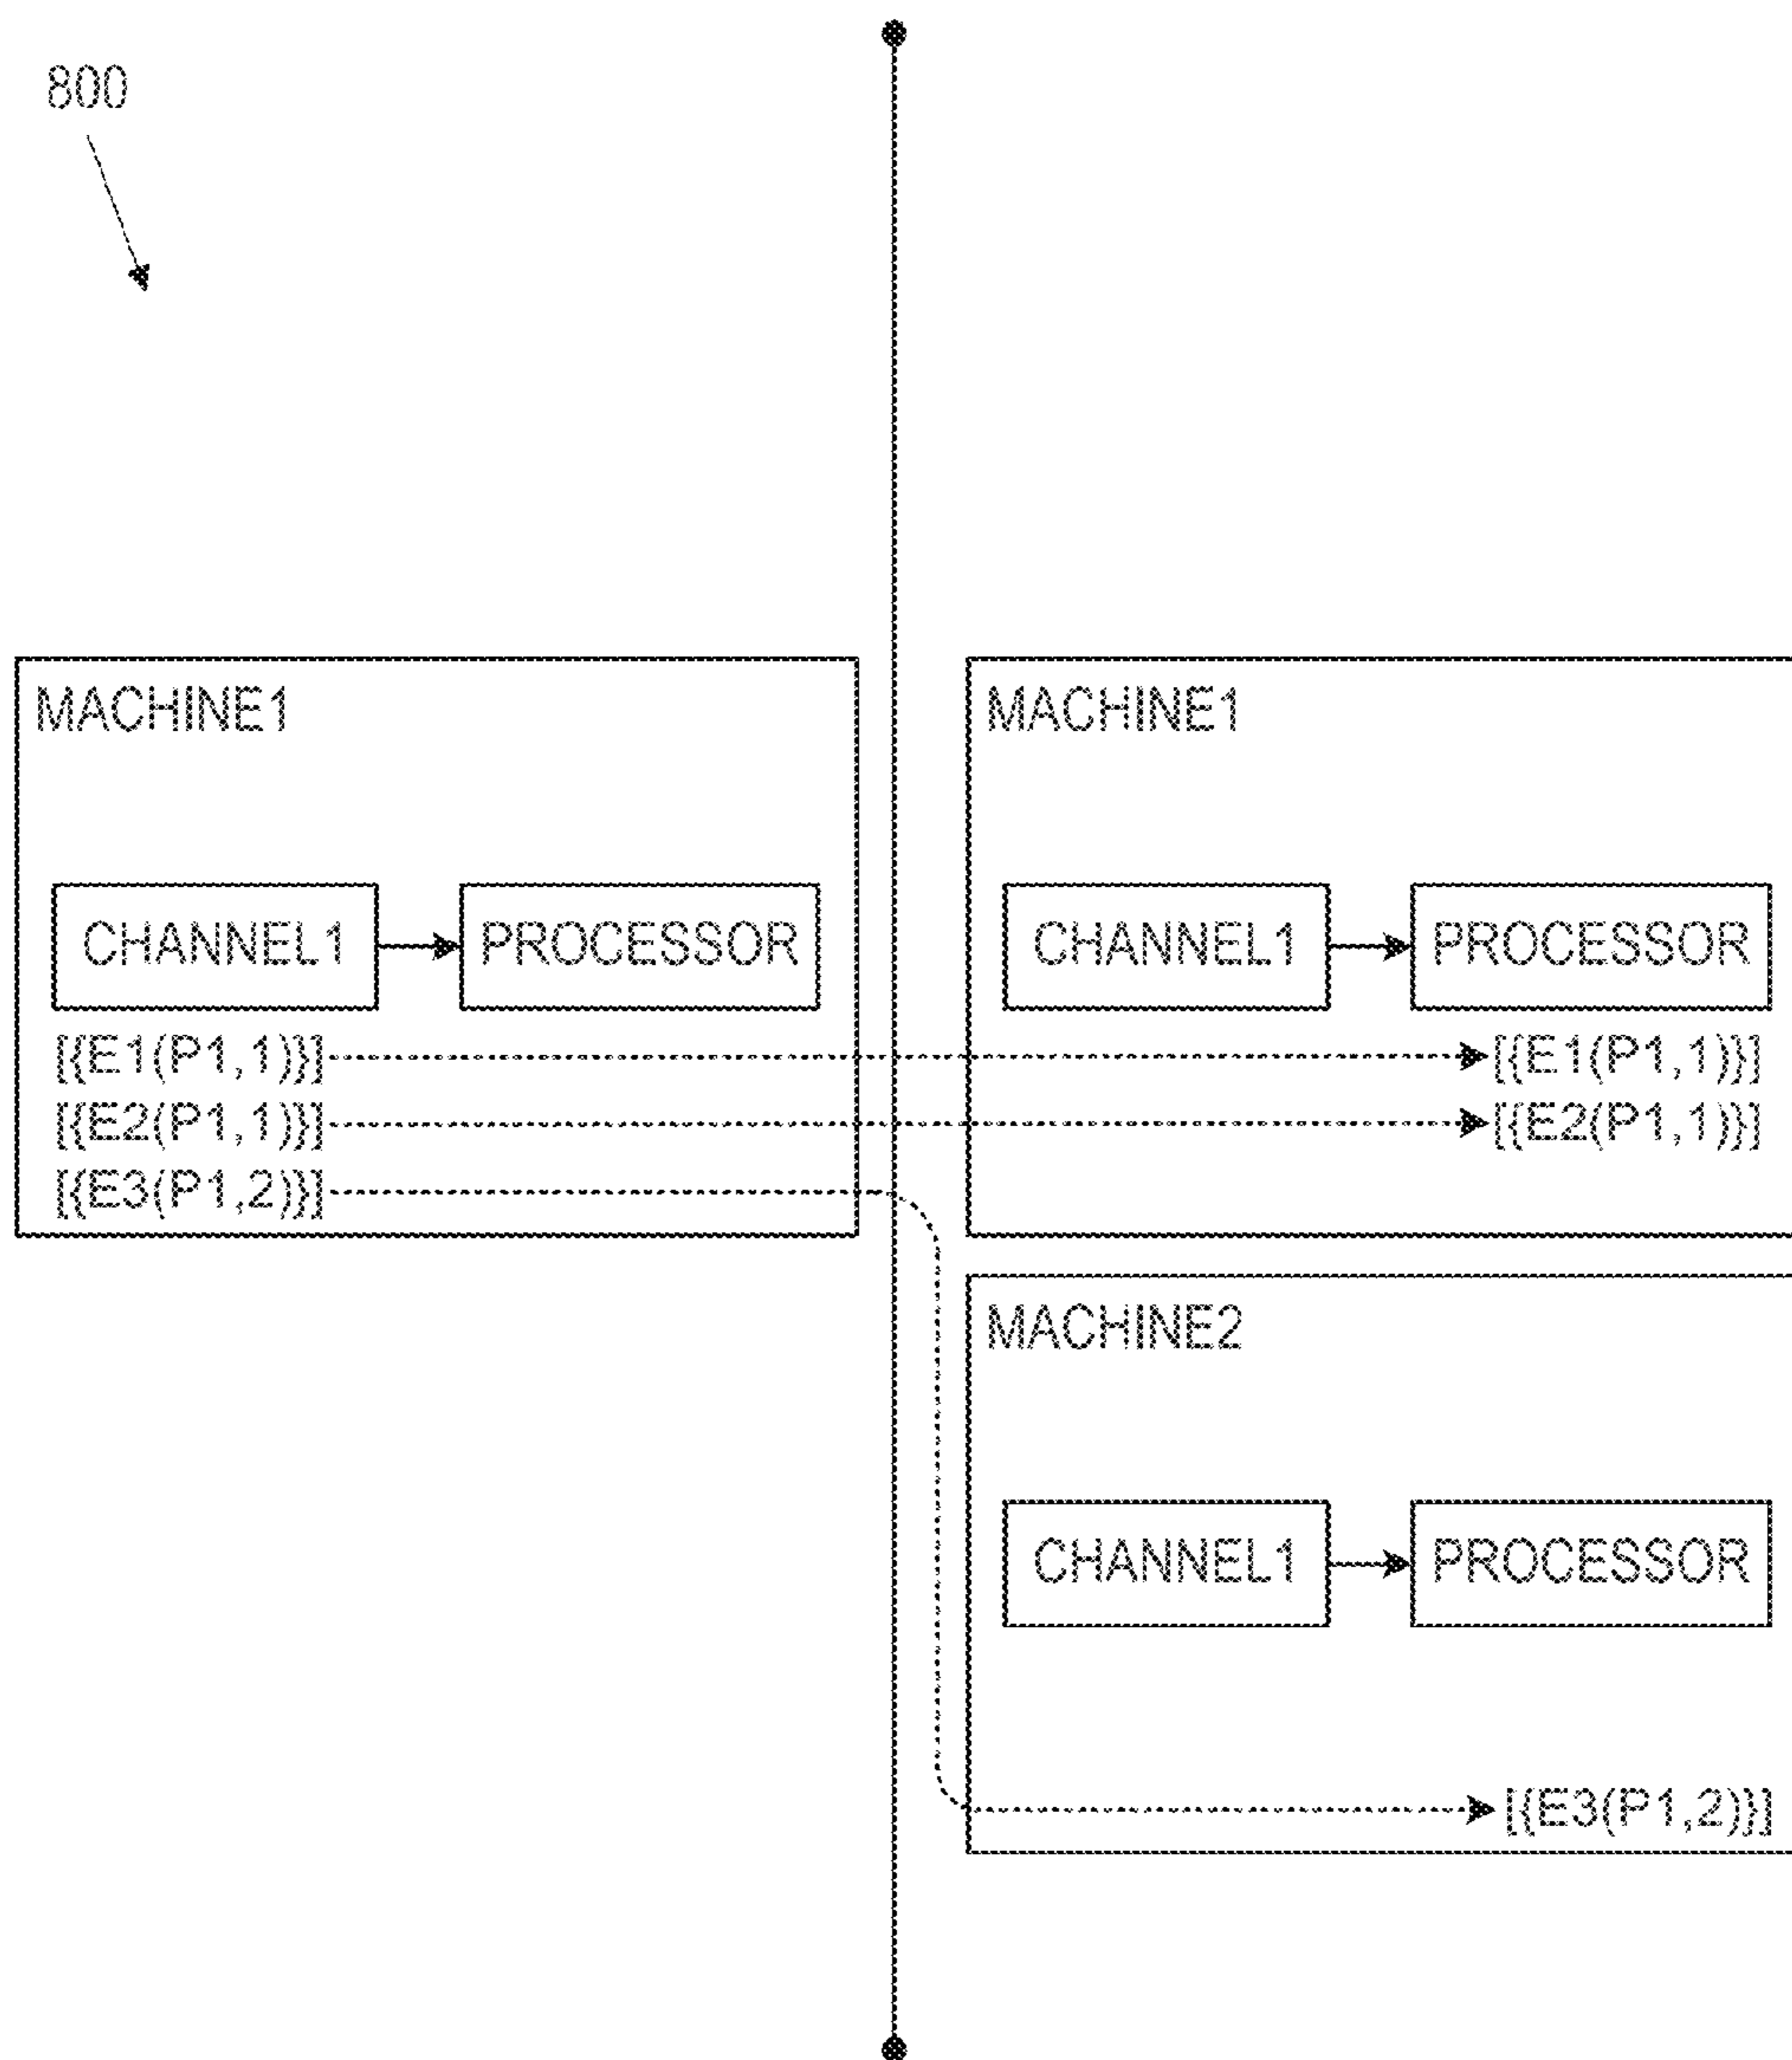 800
MACHINE1
CHANNEL1
PROCESSOR
[{E1(P1,1)}]
[{E2(P1,1)}]
[{E3(P1,2)}]
MACHINE1
CHANNEL1
PROCESSOR
[{E1(P1,1)}]
[{E2(P1,1)}]
MACHINE2
CHANNEL1
PROCESSOR
[{E3(P1,2)}]